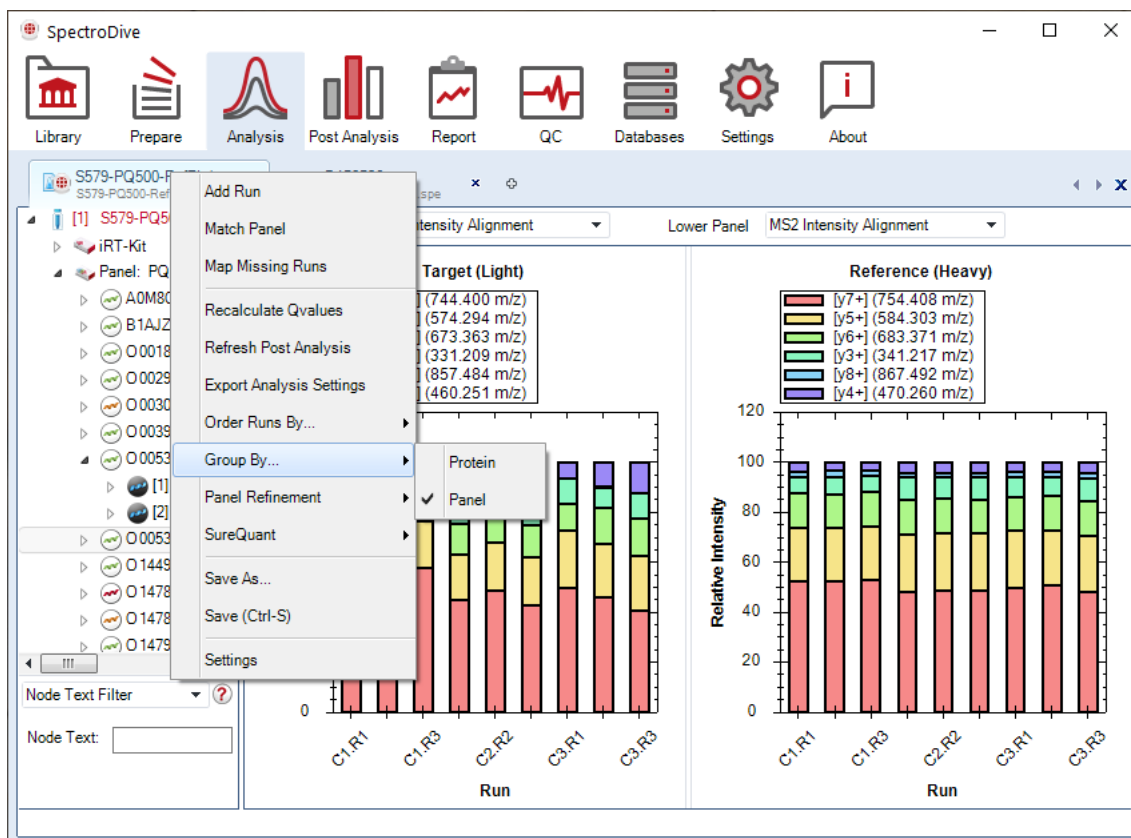 SpectroDive
Library Prepare Analysis Post Analysis Report QC Databases Settings About
S579-PQ500-R
S579-PQ500-Ref
.spe
[1] S579-PQ50
iRT-Kit
Panel: PQ
A0M8
B1AJZ
O0018
O0029
O0030
O0039
O0053
[1]
[2]
O0053
O1449
O1478
O1478
O1479
Node Text Filter
?
Node Text:
Add Run
Match Panel
Map Missing Runs
Recalculate Qvalues
Refresh Post Analysis
Export Analysis Settings
Order Runs By...
Group By...
Panel Refinement
SureQuant
Save As...
Save (Ctrl-S)
Settings
Protein
Panel
ntensity Alignment
Lower Panel MS2 Intensity Alignment
Target (Light)
] (744.400 m/z)
] (574.294 m/z)
] (673.363 m/z)
] (331.209 m/z)
] (857.484 m/z)
] (460.251 m/z)
0
C1.R1 C1.R3 C2.R2 C3.R1 C3.R3
Run
Reference (Heavy)
[y7+] (754.408 m/z)
[y5+] (584.303 m/z)
[y6+] (683.371 m/z)
[y3+] (341.217 m/z)
[y8+] (867.492 m/z)
[y4+] (470.260 m/z)
120
100
80
60
40
20
0
Relative Intensity
C1.R1 C1.R3 C2.R2 C3.R1 C3.R3
Run